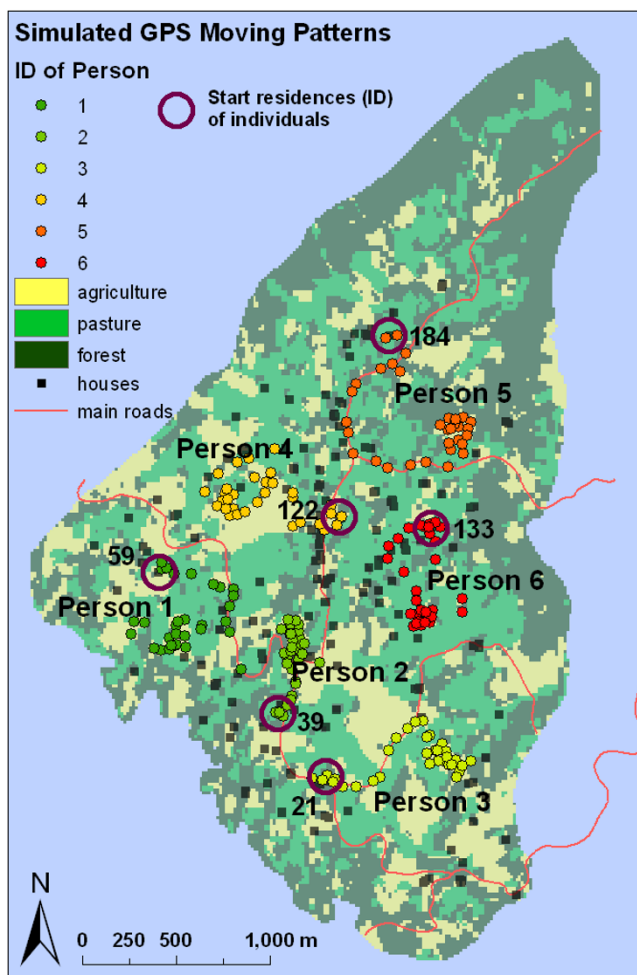 Simulated GPS Moving Patterns
ID of Person
1
2
3
4
5
6
Start residences (ID)
of individuals
agriculture
pasture
forest
houses
main roads
184
Person 5
Person 4
122
133
59
Person 6
Person 1
Person 2
39
21
Person 3
N
0 250 500 1,000 m